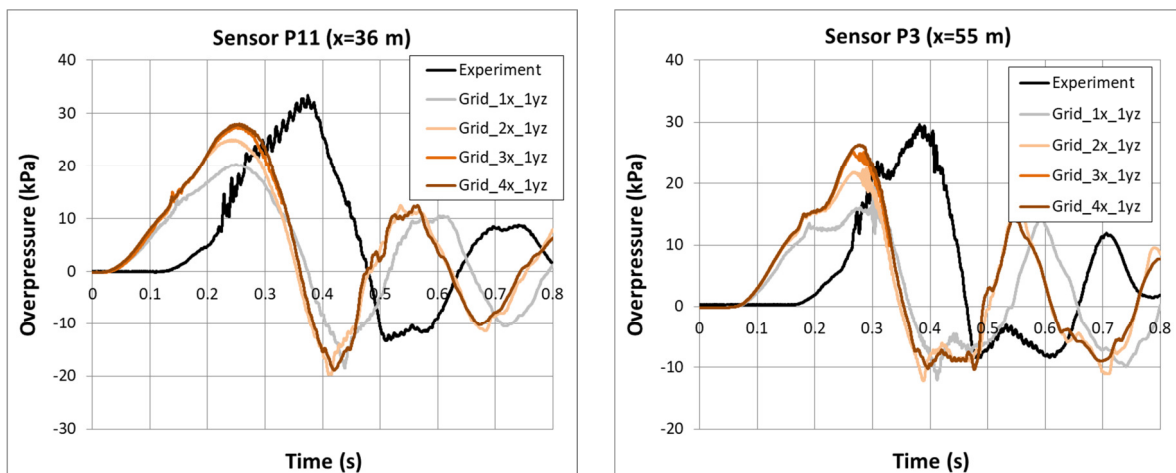 Sensor P11 (x=36 m)
Overpressure (kPa)
40
30
20
10
0
-10
-20
-30
0
0.1
0.2
0.3
0.4
0.5
0.6
0.7
0.8
Time (s)
Experiment
Grid_1x_1yz
Grid_2x_1yz
Grid_3x_1yz
Grid_4x_1yz
Sensor P3 (x=55 m)
Overpressure (kPa)
40
30
20
10
0
-10
-20
0
0.1
0.2
0.3
0.4
0.5
0.6
0.7
0.8
Time (s)
Experiment
Grid_1x_1yz
Grid_2x_1yz
Grid_3x_1yz
Grid_4x_1yz